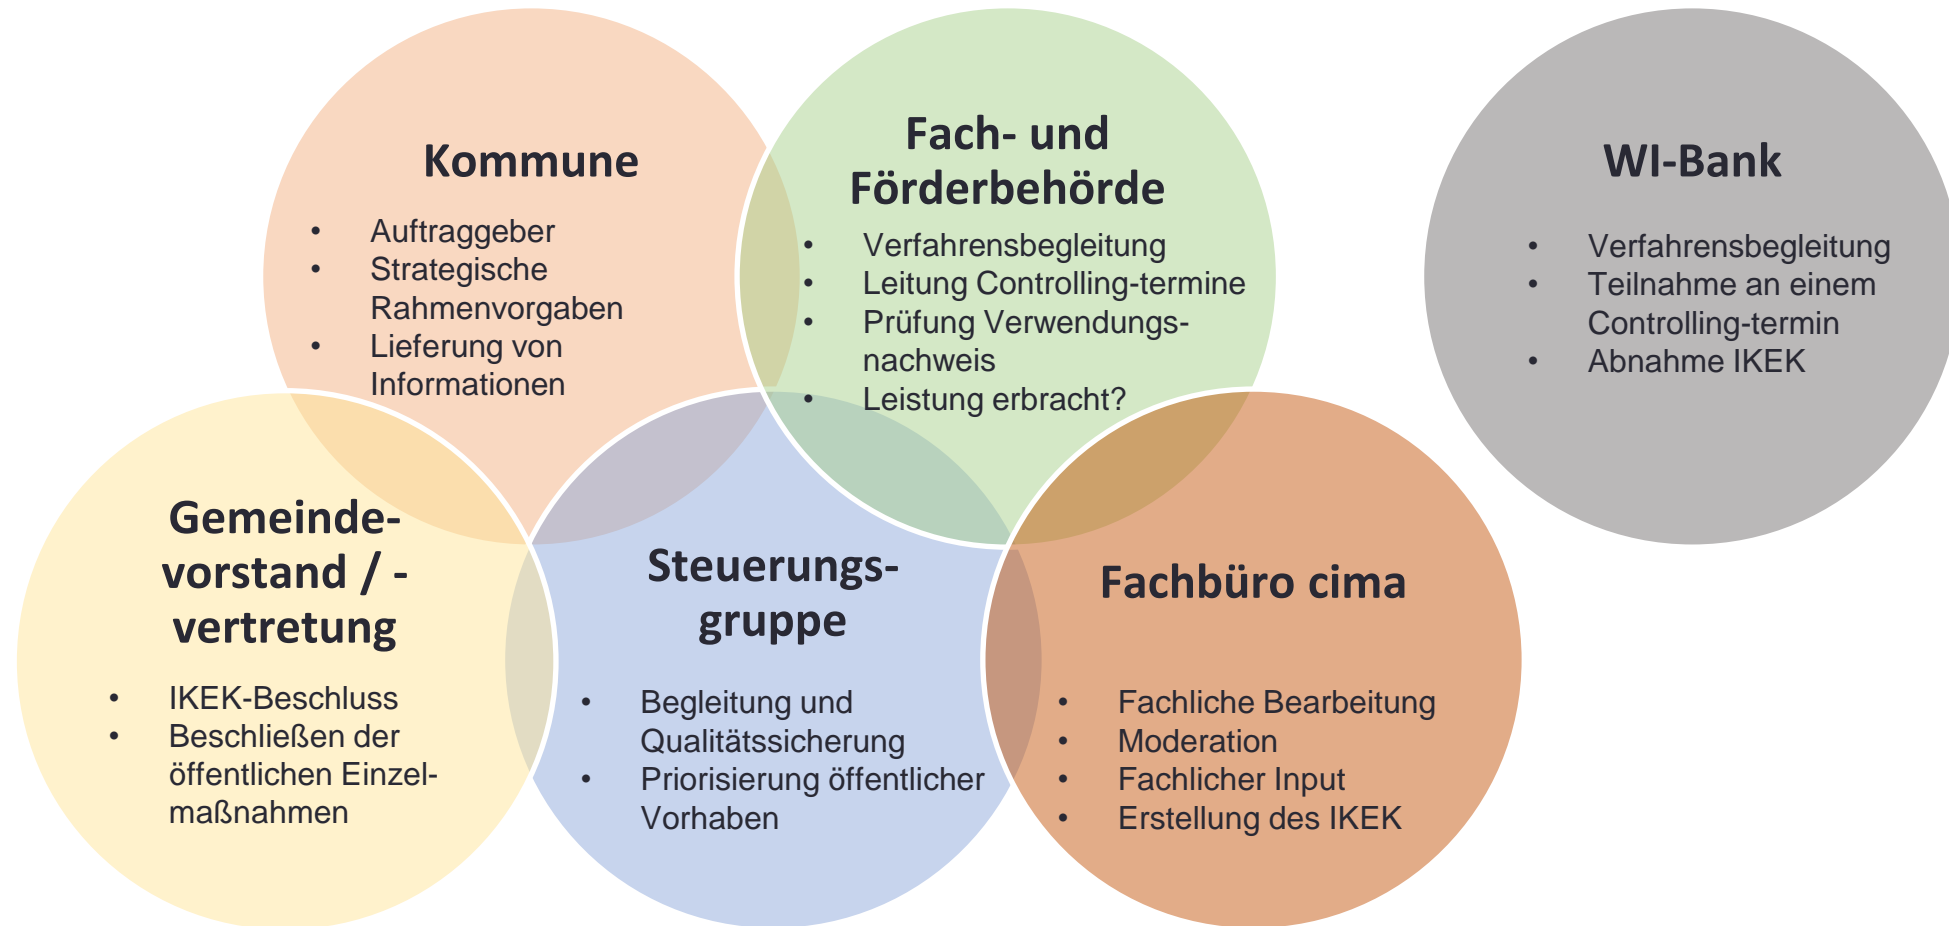 Kommune
• Auftraggeber
• Strategische
Rahmenvorgaben
• Lieferung von
Informationen
Fach- und
Förderbehörde
• Verfahrensbegleitung
• Leitung Controlling-termine
• Prüfung Verwendungs-
nachweis
• Leistung erbracht?
WI-Bank
• Verfahrensbegleitung
• Teilnahme an einem
Controlling-termin
• Abnahme IKEK
Gemeinde-
vorstand / -
vertretung
• IKEK-Beschluss
• Beschließen der
öffentlichen Einzel-
maßnahmen
Steuerungs-
gruppe
• Begleitung und
Qualitätssicherung
• Priorisierung öffentlicher
Vorhaben
Fachbüro cima
• Fachliche Bearbeitung
• Moderation
• Fachlicher Input
• Erstellung des IKEK